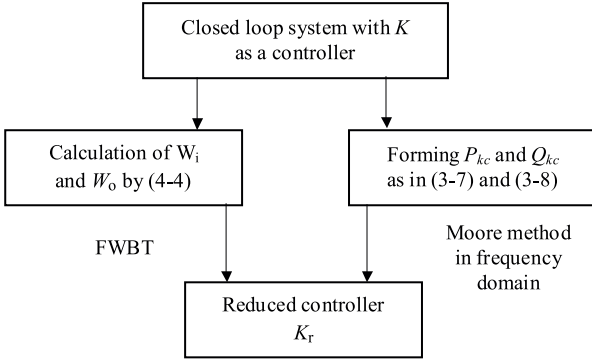 Closed loop system with K
as a controller
Calculation of Wi
and Wo by (4-4)
Forming Pkc and Qkc
as in (3-7) and (3-8)
FWBT
Moore method
in frequency
domain
Reduced controller
Kr